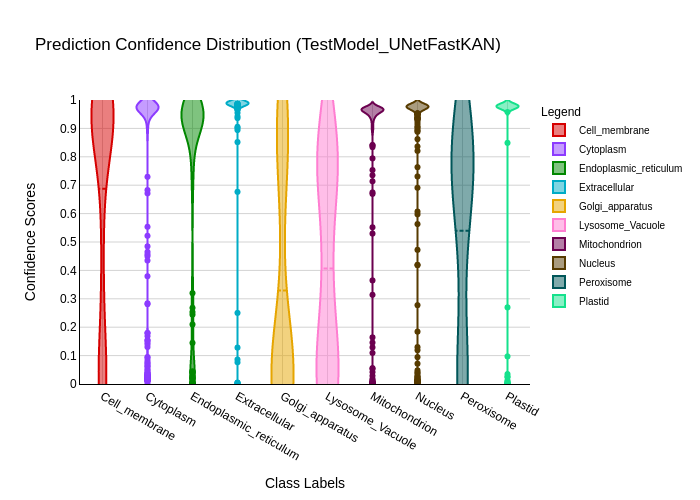 Prediction Confidence Distribution (TestModel_UNetFastKAN)
1
0.9
0.8
0.7
0.6
0.5
0.4
0.3
0.2
0.1
0
Confidence Scores
Cell_membrane
Cytoplasm
Endoplasmic_reticulum
Extracellular
Golgi_apparatus
Lysosome_Vacuole
Mitochondrion
Nucleus
Peroxisome
Plastid
Class Labels
Legend
Cell_membrane
Cytoplasm
Endoplasmic_reticulum
Extracellular
Golgi_apparatus
Lysosome_Vacuole
Mitochondrion
Nucleus
Peroxisome
Plastid